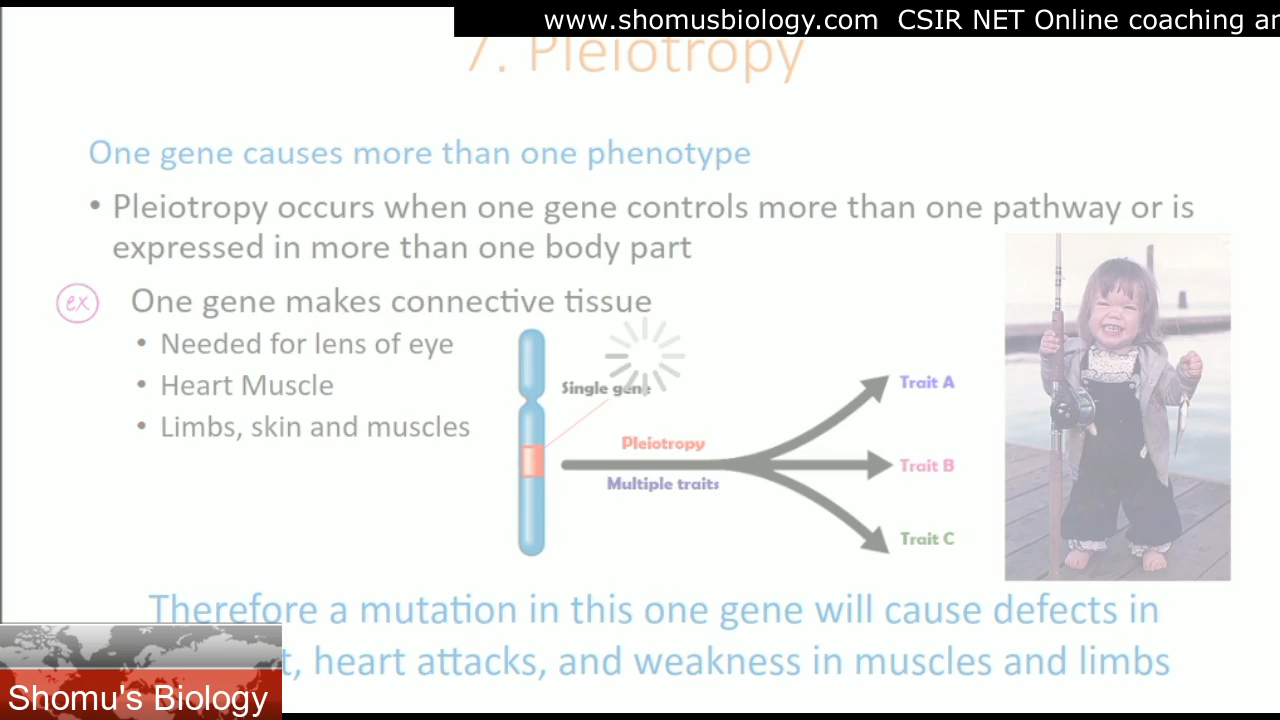 www.shomusbiology.com CSIR NET Online coaching
7. Pleiotropy
One gene causes more than one phenotype
• Pleiotropy occurs when one gene controls more than one pathway or is
expressed in more than one body part
ex One gene makes connective tissue
• Needed for lens of eye
• Heart Muscle
• Limbs, skin and muscles
Single gene
Trait A
Pleiotropy
Trait B
Multiple traits
Trait C
Therefore a mutation in this one gene will cause defects in
heart attacks, and weakness in muscles and limbs
Shomu's Biology